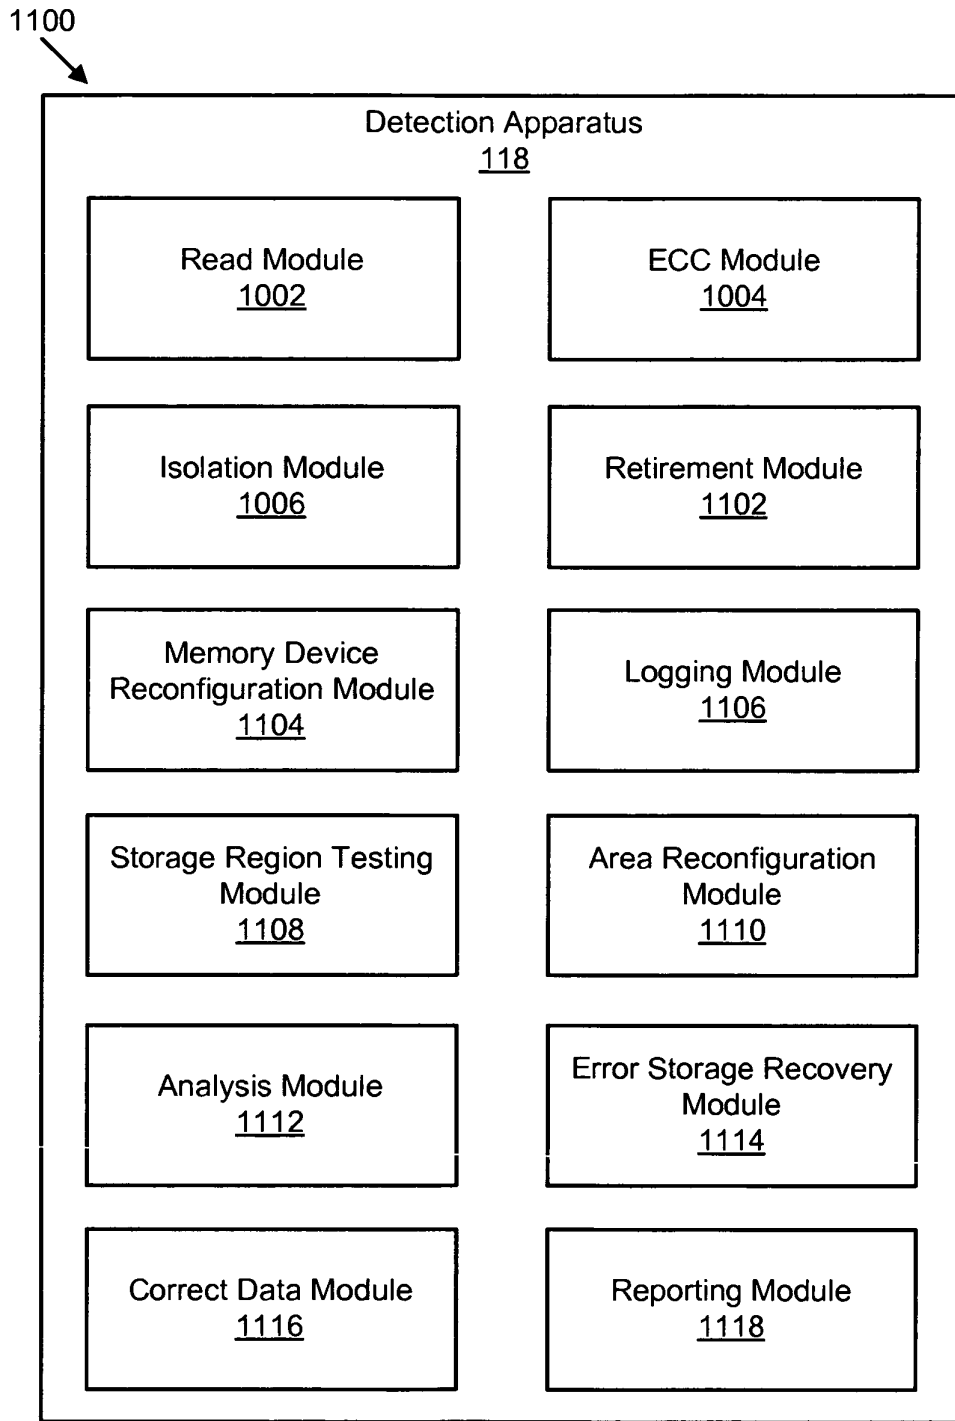 1100
Detection Apparatus
118
Read Module
1002
ECC Module
1004
Isolation Module
1006
Retirement Module
1102
Memory Device
Reconfiguration Module
1104
Logging Module
1106
Storage Region Testing
Module
1108
Area Reconfiguration
Module
1110
Analysis Module
1112
Error Storage Recovery
Module
1114
Correct Data Module
1116
Reporting Module
1118